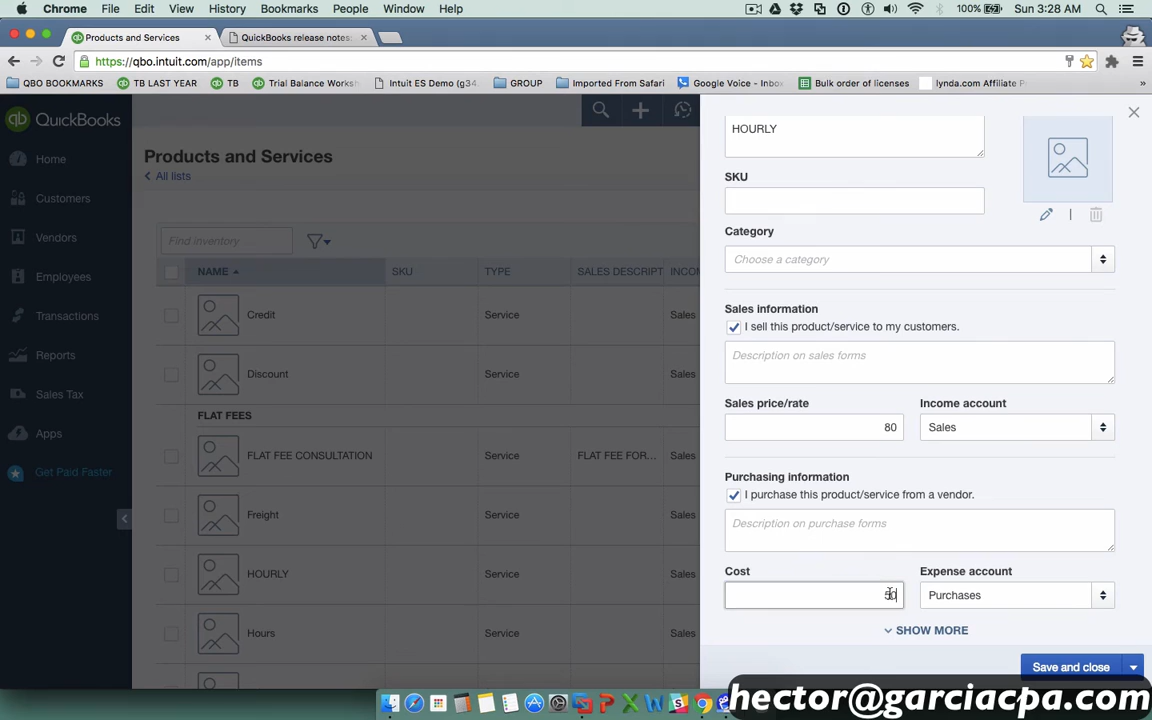 Chrome File Edit View History Bookmarks People Window Help 100% Sun 3:28 AM
Products and Services
QuickBooks release notes:
https://qbo.intuit.com/app/items
QBO BOOKMARKS TB LAST YEAR TB Trial Balance Works Intuit ES Demo (g34. GROUP Imported From Safari Google Voice - Inbox Bulk order of licenses lynda.com Affiliate P »
qb QuickBooks
Home
Customers
Vendors
Employees
Transactions
Reports
Sales Tax
Apps
Get Paid Faster
Products and Services
All lists
Find inventory
NAME SKU TYPE SALES DESCRIPT INCOM
Credit Service Sales
Discount Service Sales
FLAT FEES
FLAT FEE CONSULTATION Service FLAT FEE FOR... Sales
Freight Service Sales
HOURLY Service Sales
Hours Service Sales
HOURLY
SKU
Category
Choose a category
Sales information
I sell this product/service to my customers.
Description on sales forms
Sales price/rate Income account
80 Sales
Purchasing information
I purchase this product/service from a vendor.
Description on purchase forms
Cost Expense account
50 Purchases
SHOW MORE
Save and close
hector@garciacpa.com